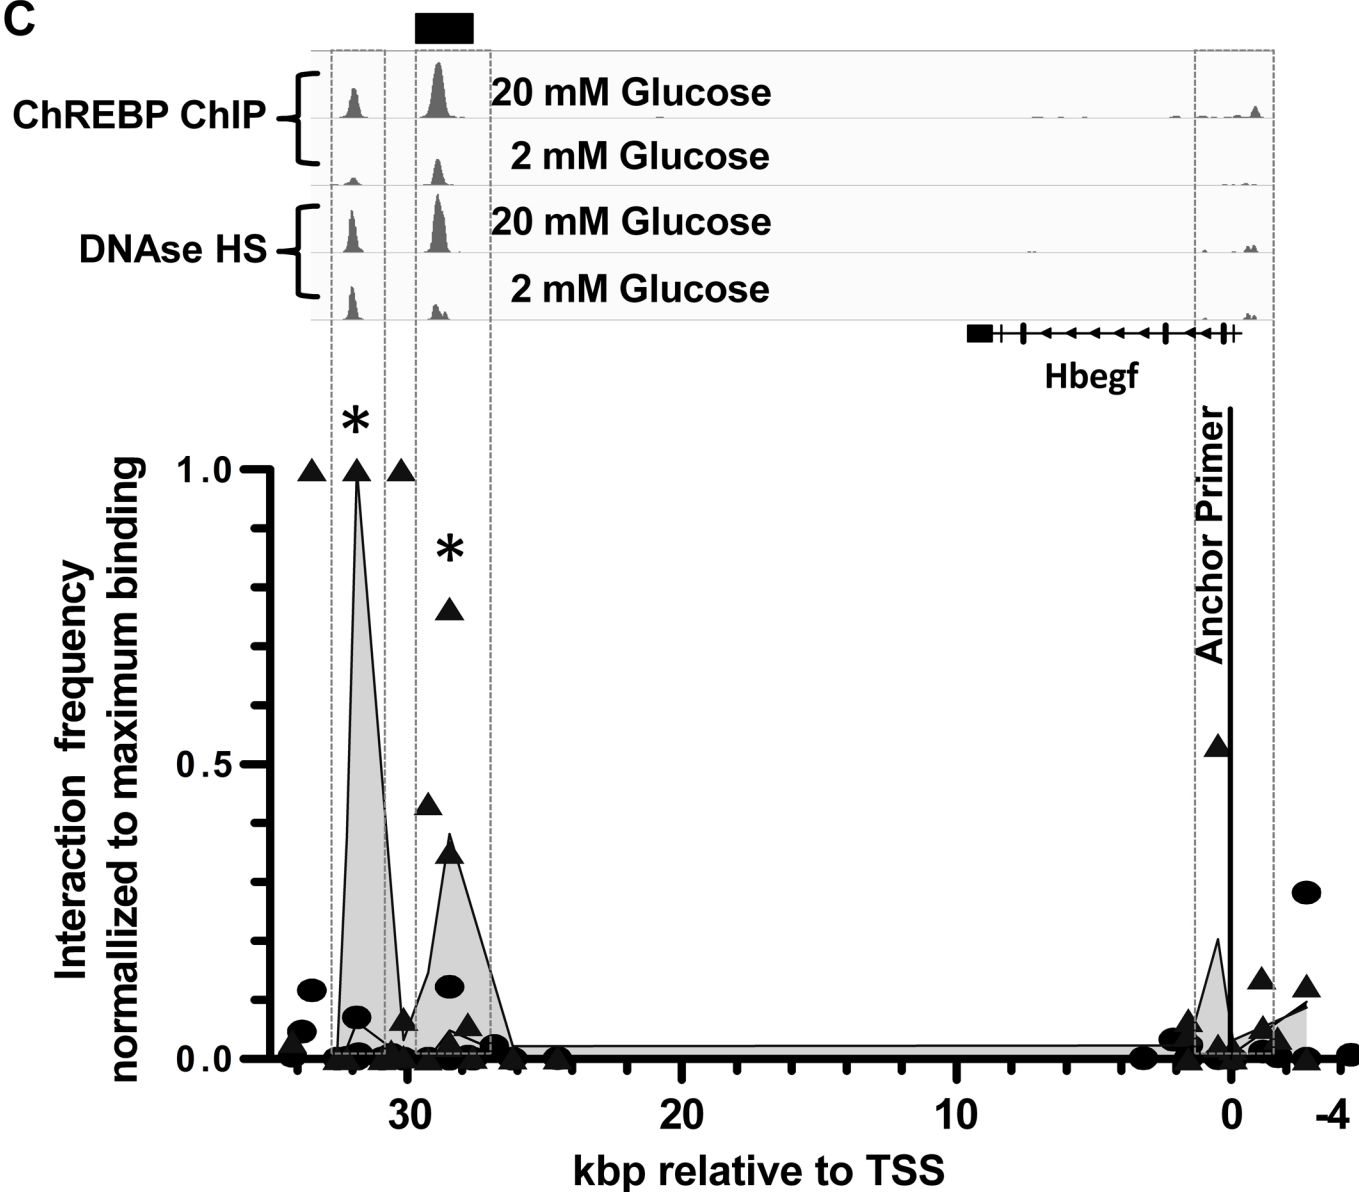 C
20 mM Glucose
ChREBP ChIP
2 mM Glucose
20 mM Glucose
DNAse HS
2 mM Glucose
Hbegf
*
*
Anchor Primer
Interaction frequency
normallized to maximum binding
1.0
0.5
0.0
30 20 10 0 -4
kbp relative to TSS